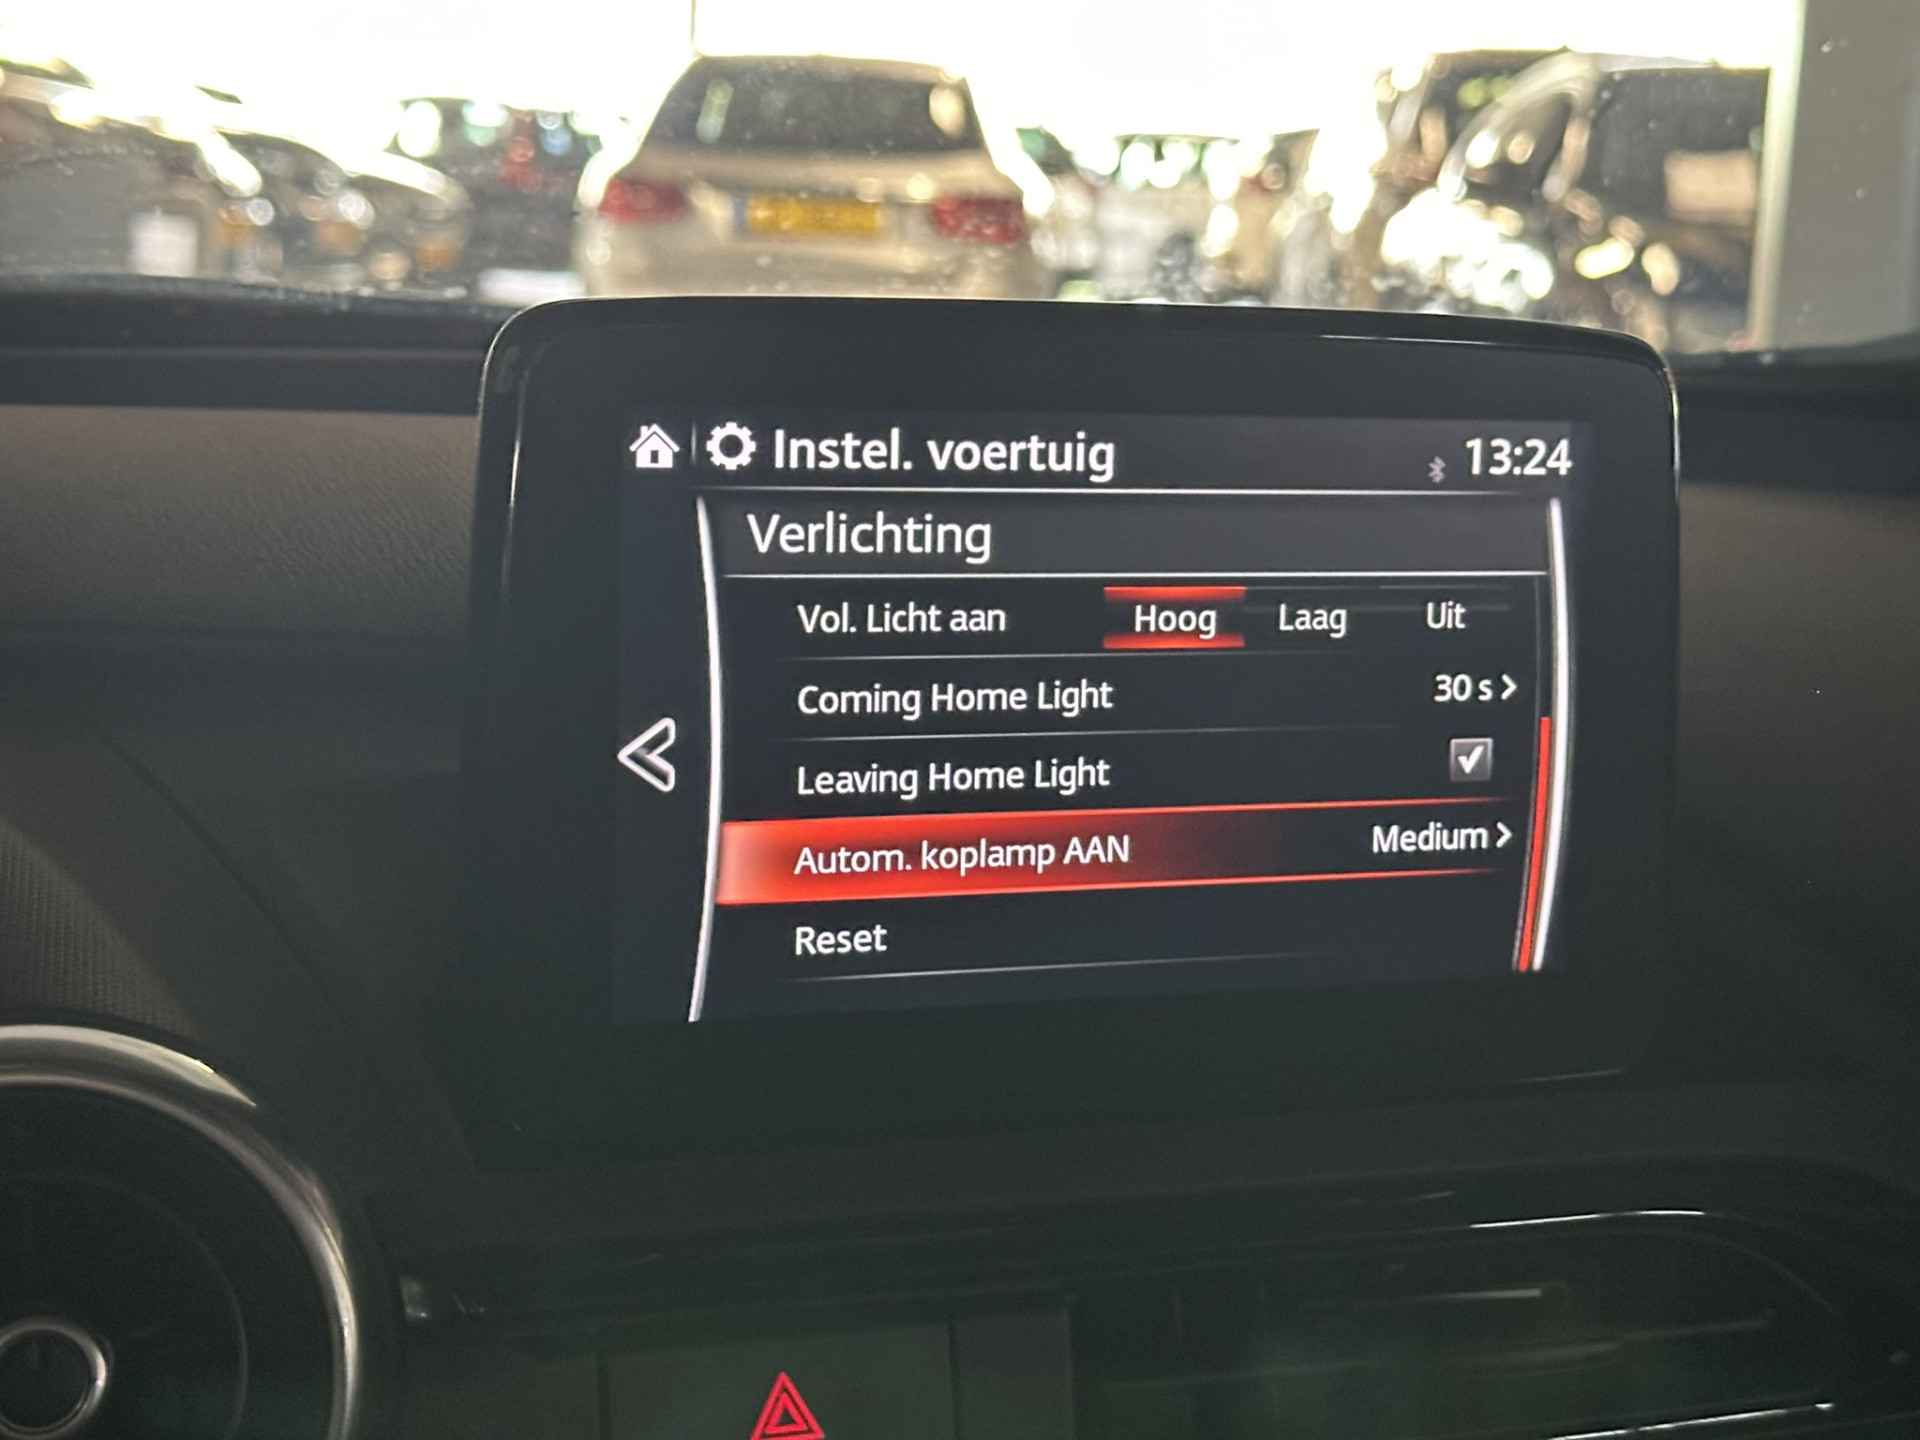 Instel. voertuig 13:24
Verlichting
Vol. Licht aan Hoog Laag Uit
Coming Home Light 30 s
Leaving Home Light
Autom. koplamp AAN Medium
Reset